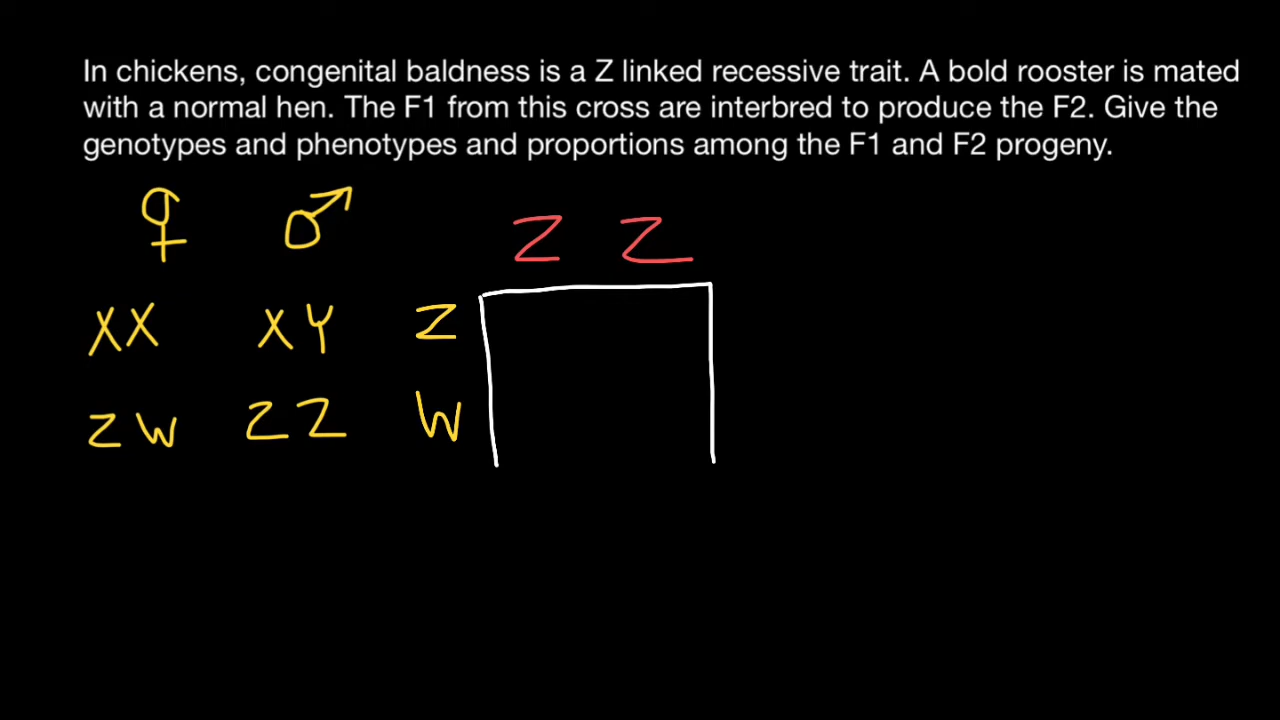 In chickens, congenital baldness is a Z linked recessive trait. A bold rooster is mated
with a normal hen. The F1 from this cross are interbred to produce the F2. Give the
genotypes and phenotypes and proportions among the F1 and F2 progeny.
♀ ♂
Z Z
XX XY Z
ZW ZZ W